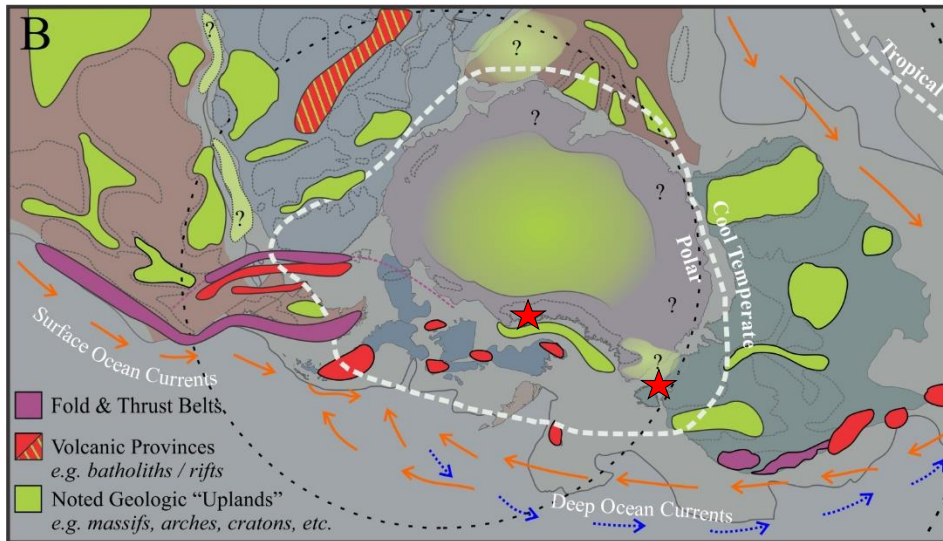 B
?
?
?
Tropical
?
?
Cool Temperate
Polar
?
?
Surface Ocean Currents
Fold & Thrust Belts
Volcanic Provinces
e.g. batholiths / rifts
Noted Geologic “Uplands”
e.g. massifs, arches, cratons, etc.
Deep Ocean Currents